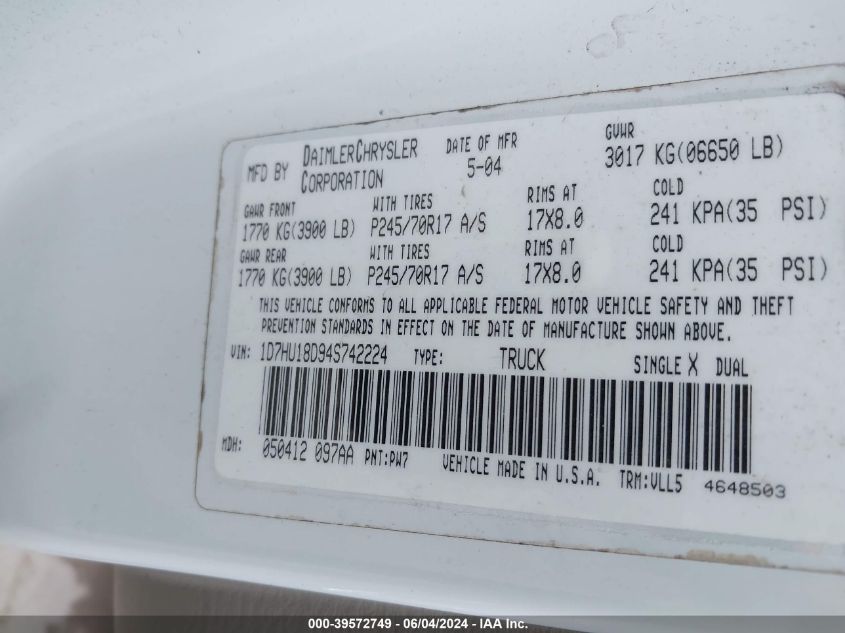 MFD BY DAIMLERCHRYSLER CORPORATION DATE OF MFR 5-04 GVWR 3017 KG(06650 LB)
GAWR FRONT WITH TIRES RIMS AT COLD
1770 KG(3900 LB) P245/70R17 A/S 17X8.0 241 KPA(35 PSI)
GAWR REAR WITH TIRES RIMS AT COLD
1770 KG(3900 LB) P245/70R17 A/S 17X8.0 241 KPA(35 PSI)
THIS VEHICLE CONFORMS TO ALL APPLICABLE FEDERAL MOTOR VEHICLE SAFETY AND THEFT
PREVENTION STANDARDS IN EFFECT ON THE DATE OF MANUFACTURE SHOWN ABOVE.
VIN: 1D7HU18D94S742224 TYPE: TRUCK SINGLE X DUAL
MDH: 050412 097AA PNT:PW7 VEHICLE MADE IN U.S.A. TRM:VLL5 4648503
000-39572749 - 06/04/2024 - IAA Inc.